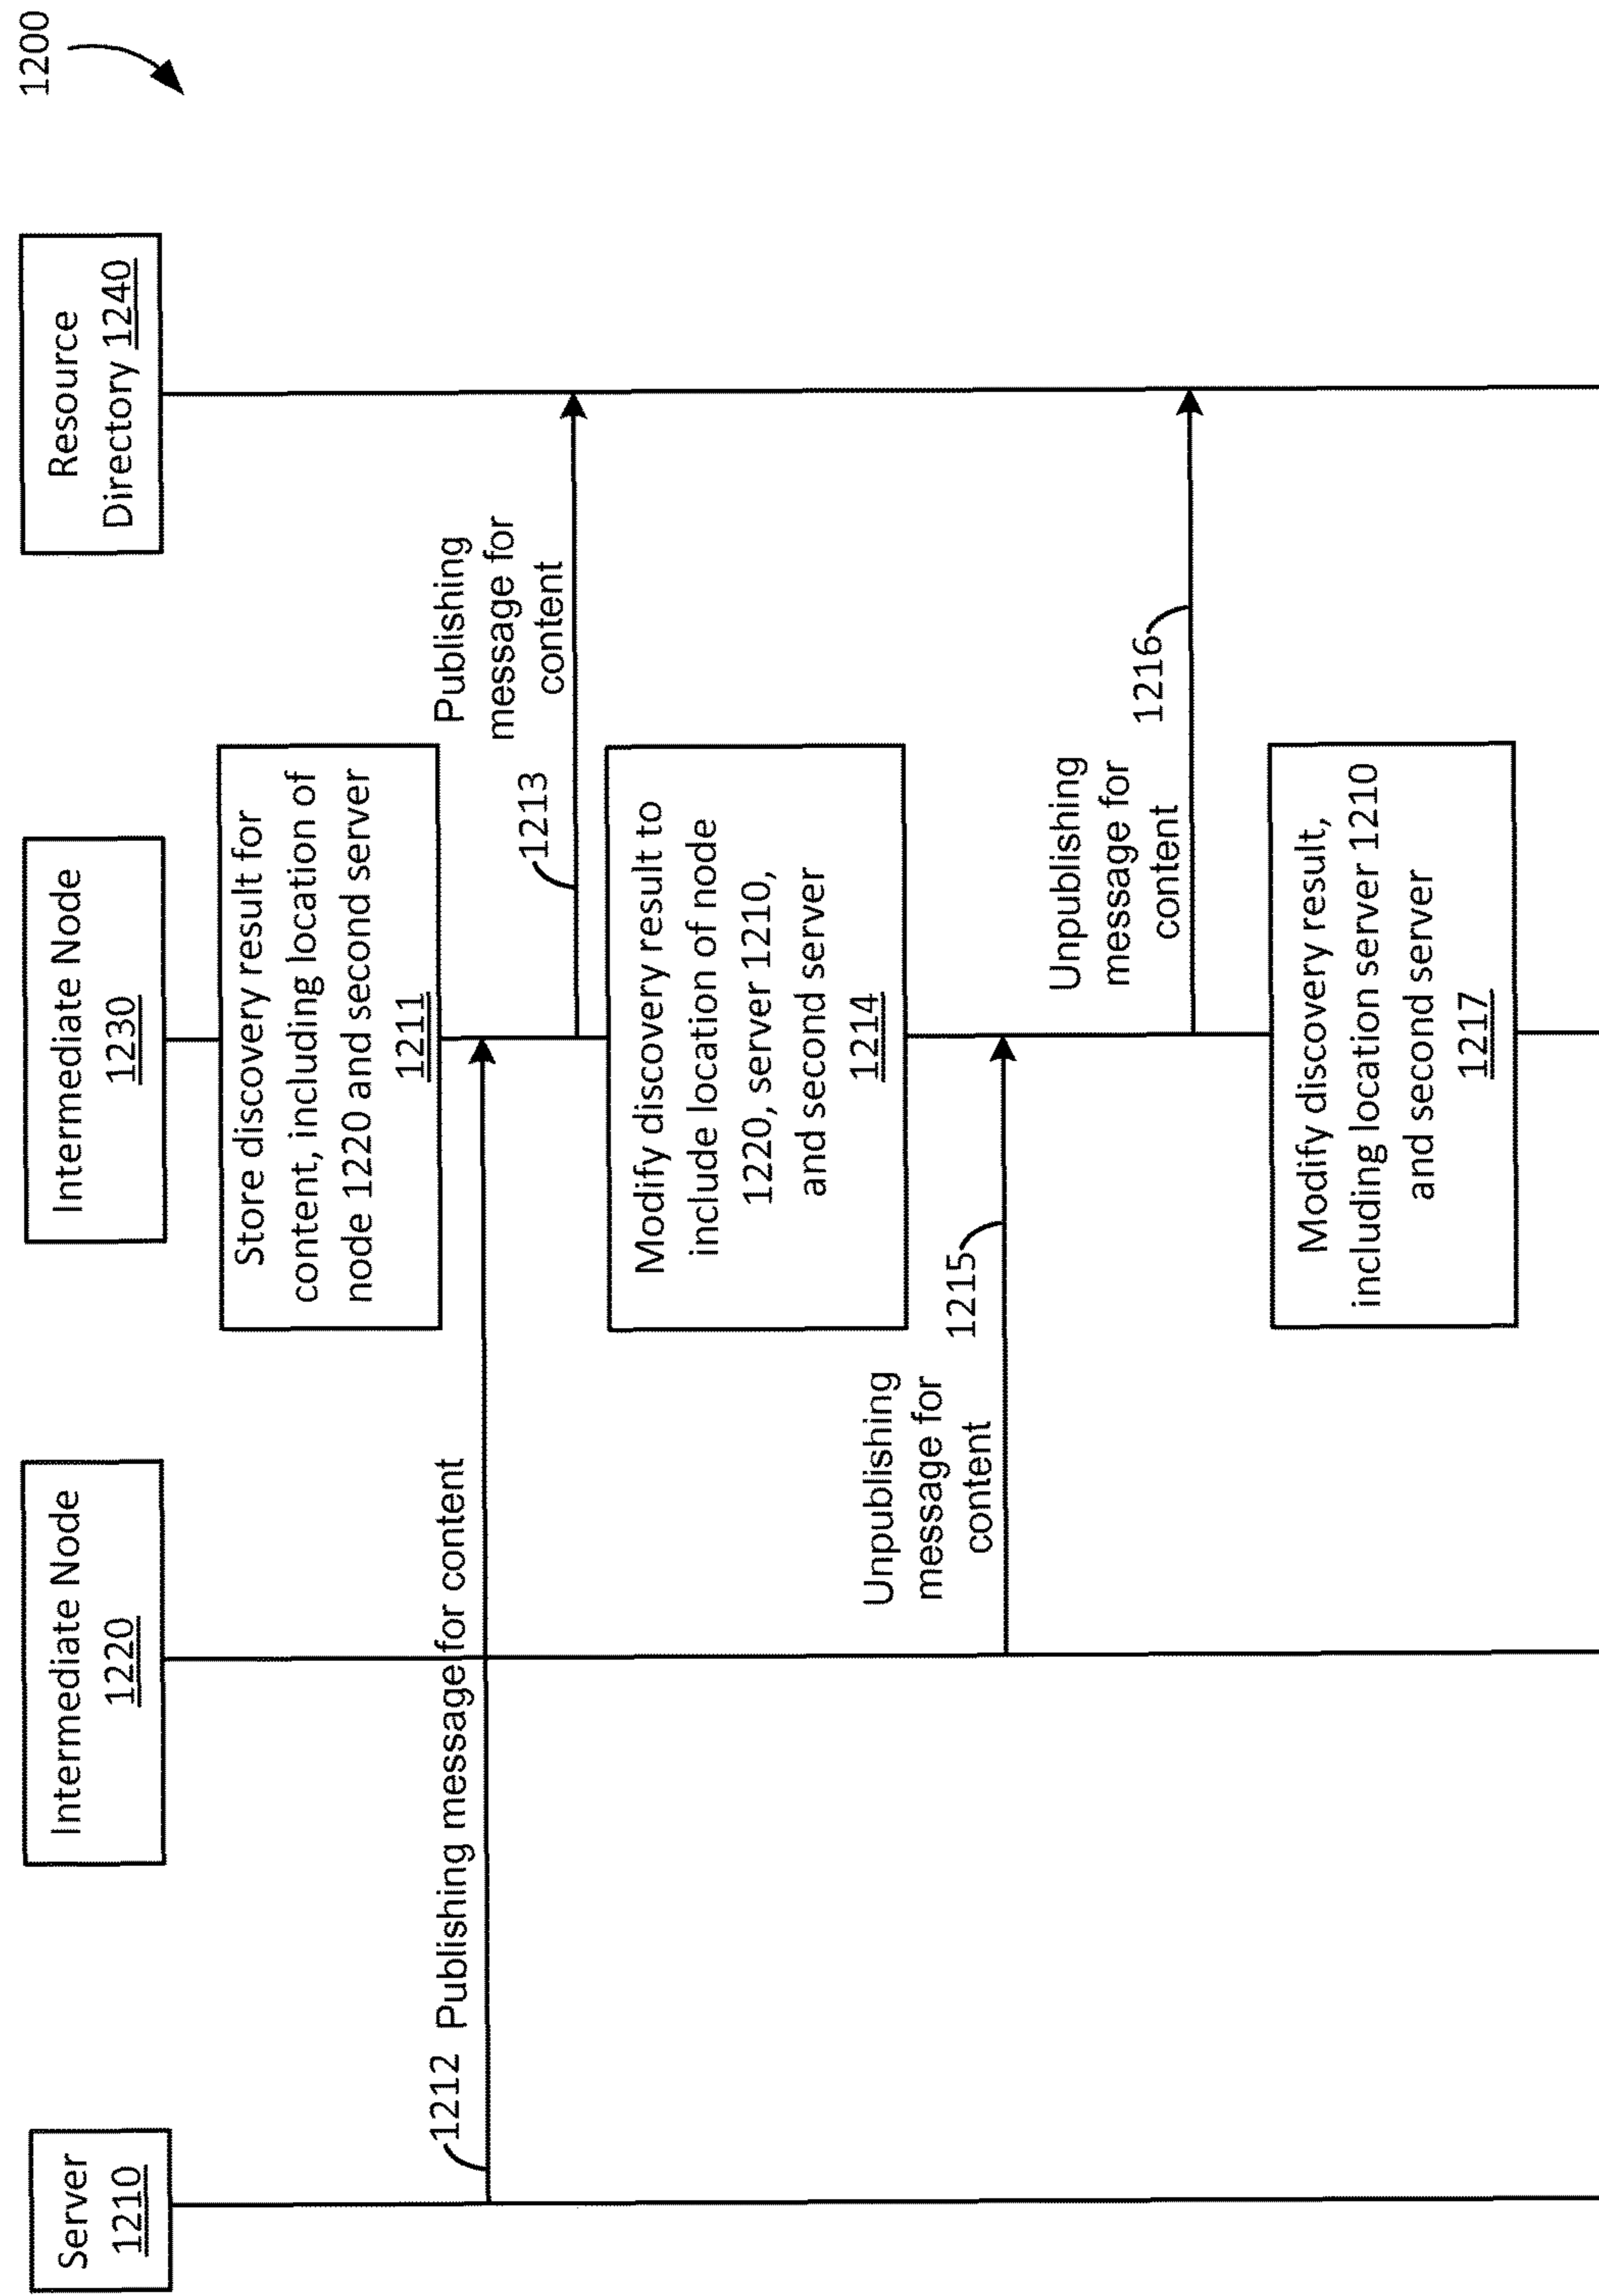 1200
Server
1210
Intermediate Node
1220
Intermediate Node
1230
Resource
Directory 1240
Store discovery result for
content, including location of
node 1220 and second server
1211
1212 Publishing message for content
1213
Publishing
message for
content
Modify discovery result to
include location of node
1220, server 1210,
and second server
1214
Unpublishing
message for
content
1215
Unpublishing
message for
content
1216
Modify discovery result,
including location server 1210
and second server
1217